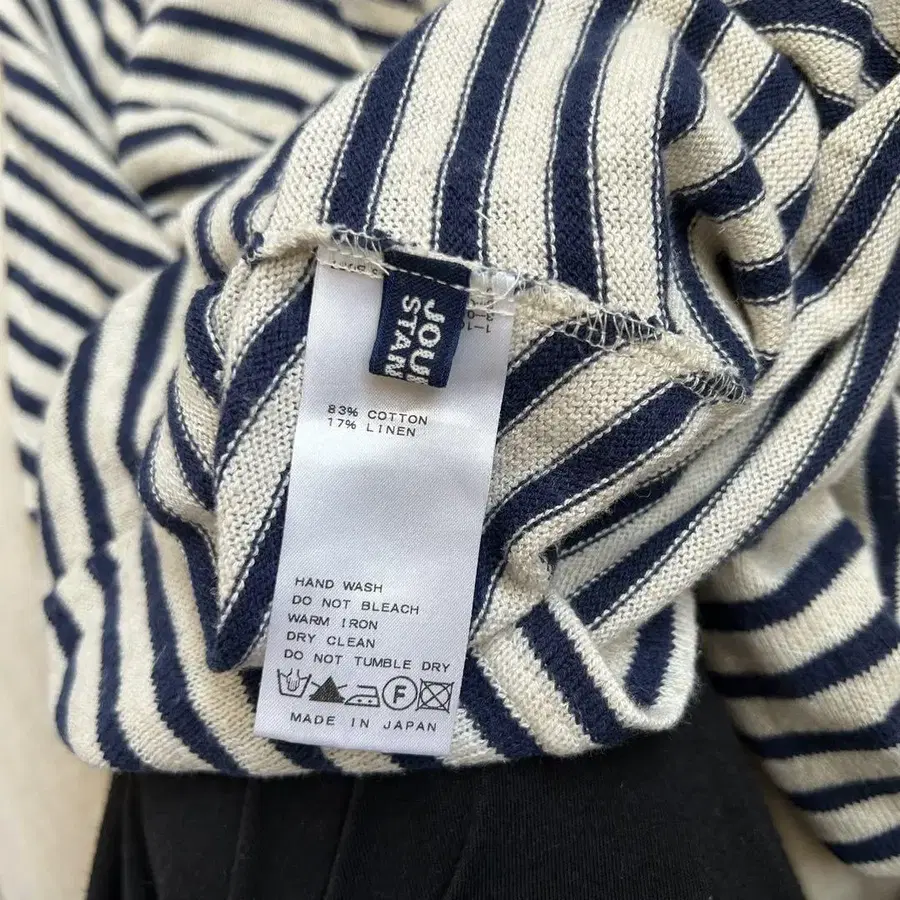 JOU
STAN
83% COTTON
17% LINEN
HAND WASH
DO NOT BLEACH
WARM IRON
DRY CLEAN
DO NOT TUMBLE DRY
F
MADE IN JAPAN